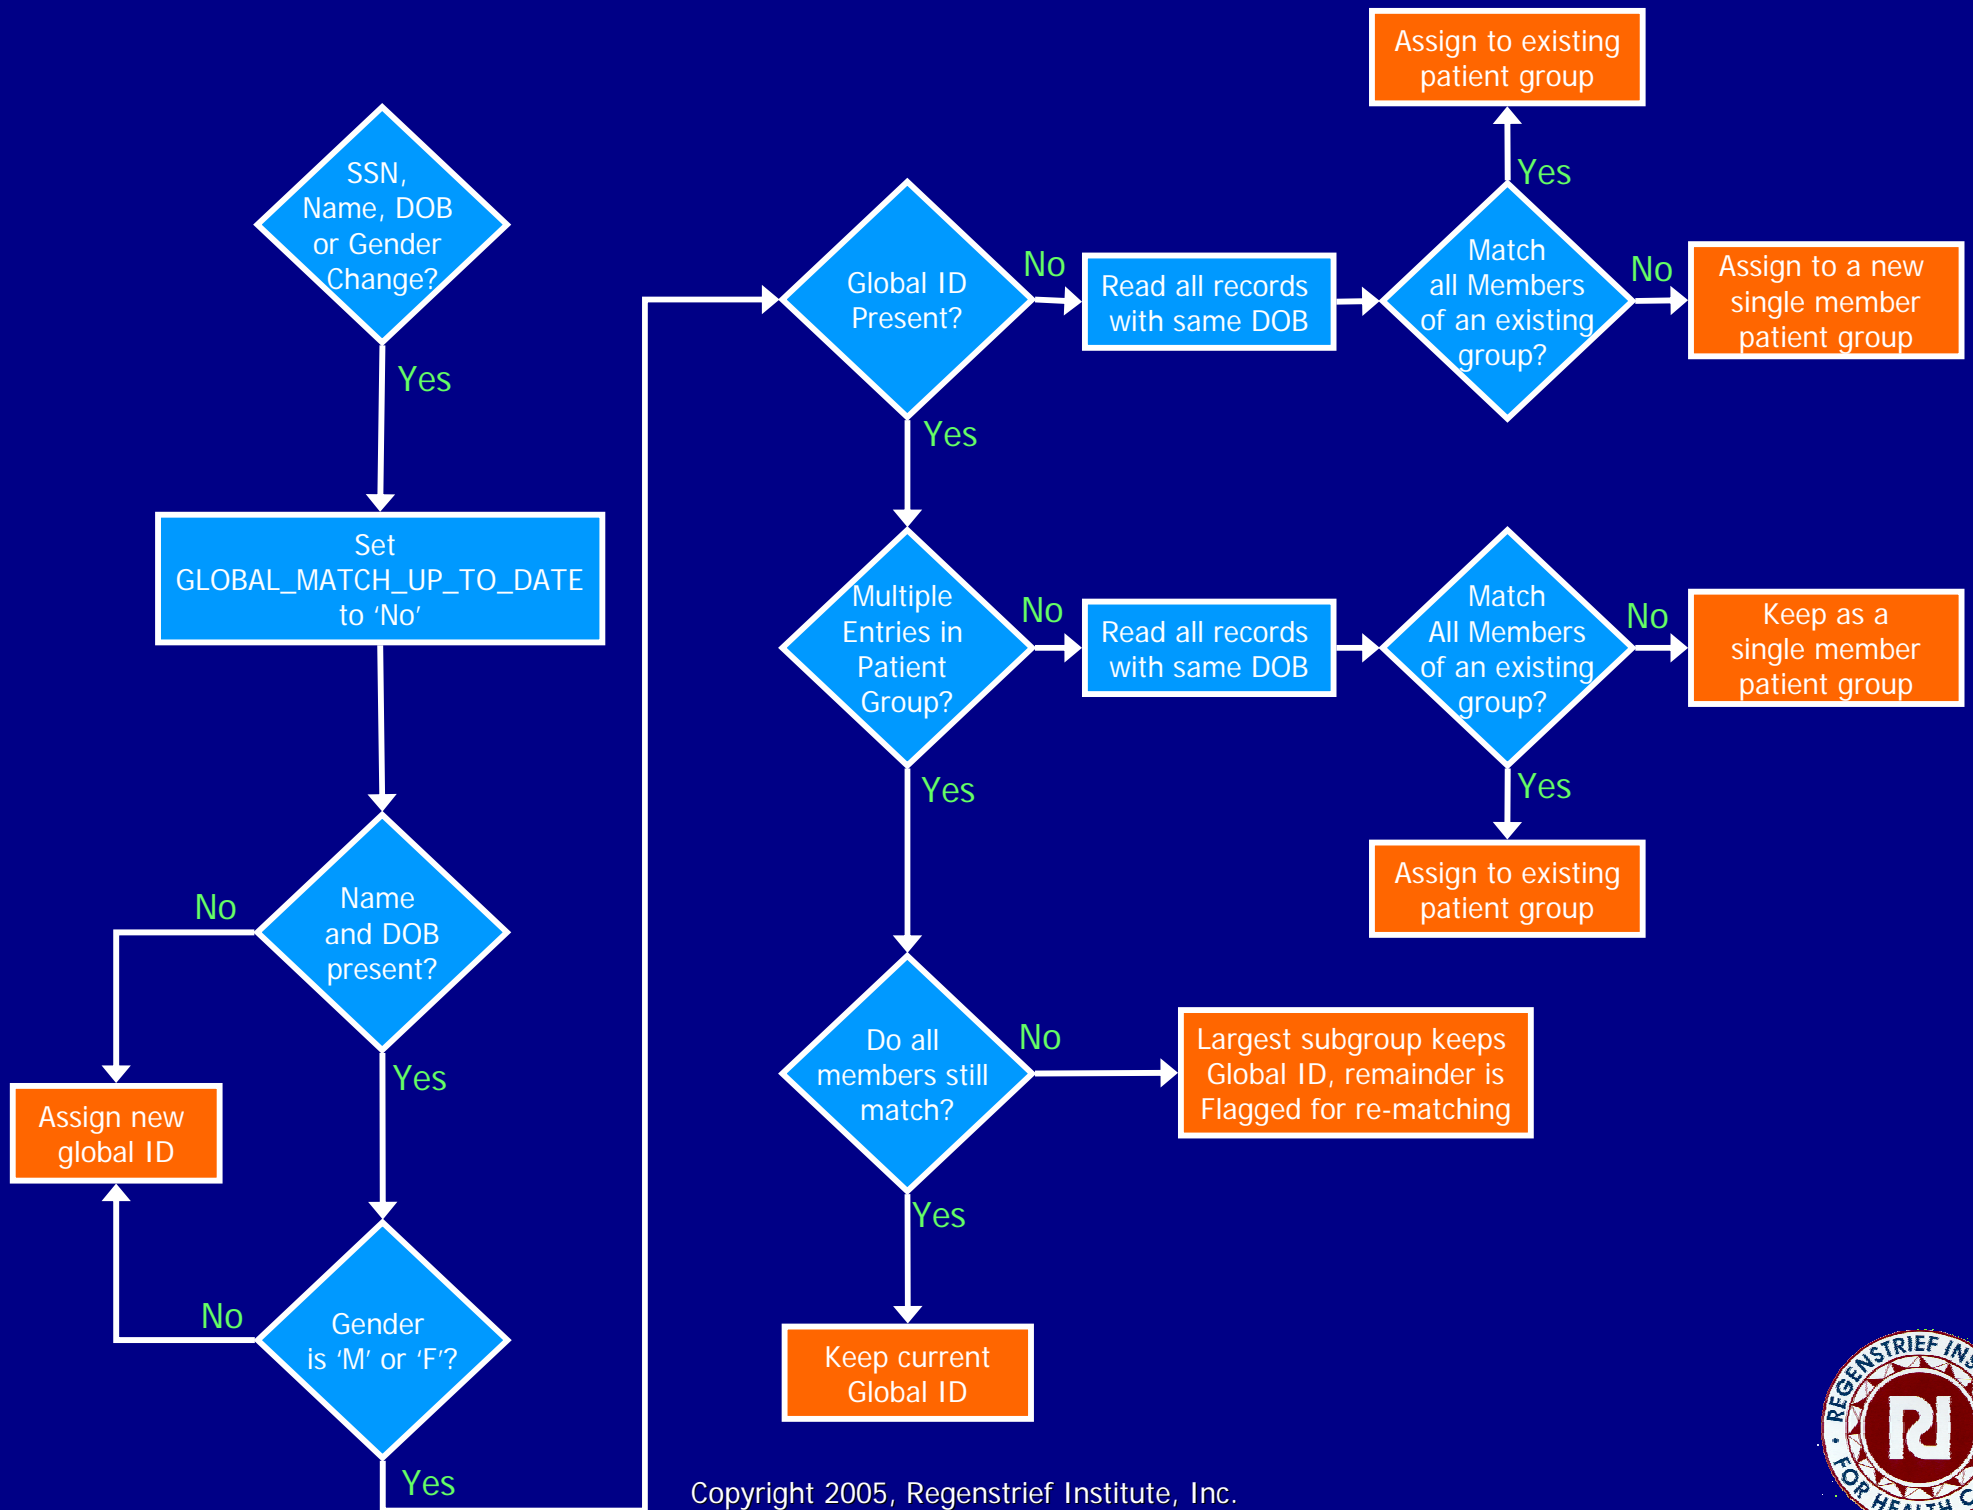 SSN,
Name, DOB
or Gender
Change?
Yes
Set
GLOBAL_MATCH_UP_TO_DATE
to ‘No’
Name
and DOB
present?
No
Yes
Assign new
global ID
Gender
is ‘M’ or ‘F’?
No
Yes
Global ID
Present?
No
Yes
Read all records
with same DOB
Match
all Members
of an existing
group?
Yes
Assign to existing
patient group
No
Assign to a new
single member
patient group
Multiple
Entries in
Patient
Group?
No
Yes
Read all records
with same DOB
Match
All Members
of an existing
group?
No
Keep as a
single member
patient group
Yes
Assign to existing
patient group
Do all
members still
match?
No
Largest subgroup keeps
Global ID, remainder is
Flagged for re-matching
Yes
Keep current
Global ID
Copyright 2005, Regenstrief Institute, Inc.
REGENSTRIEF INS
FOR HEALTH C
RI